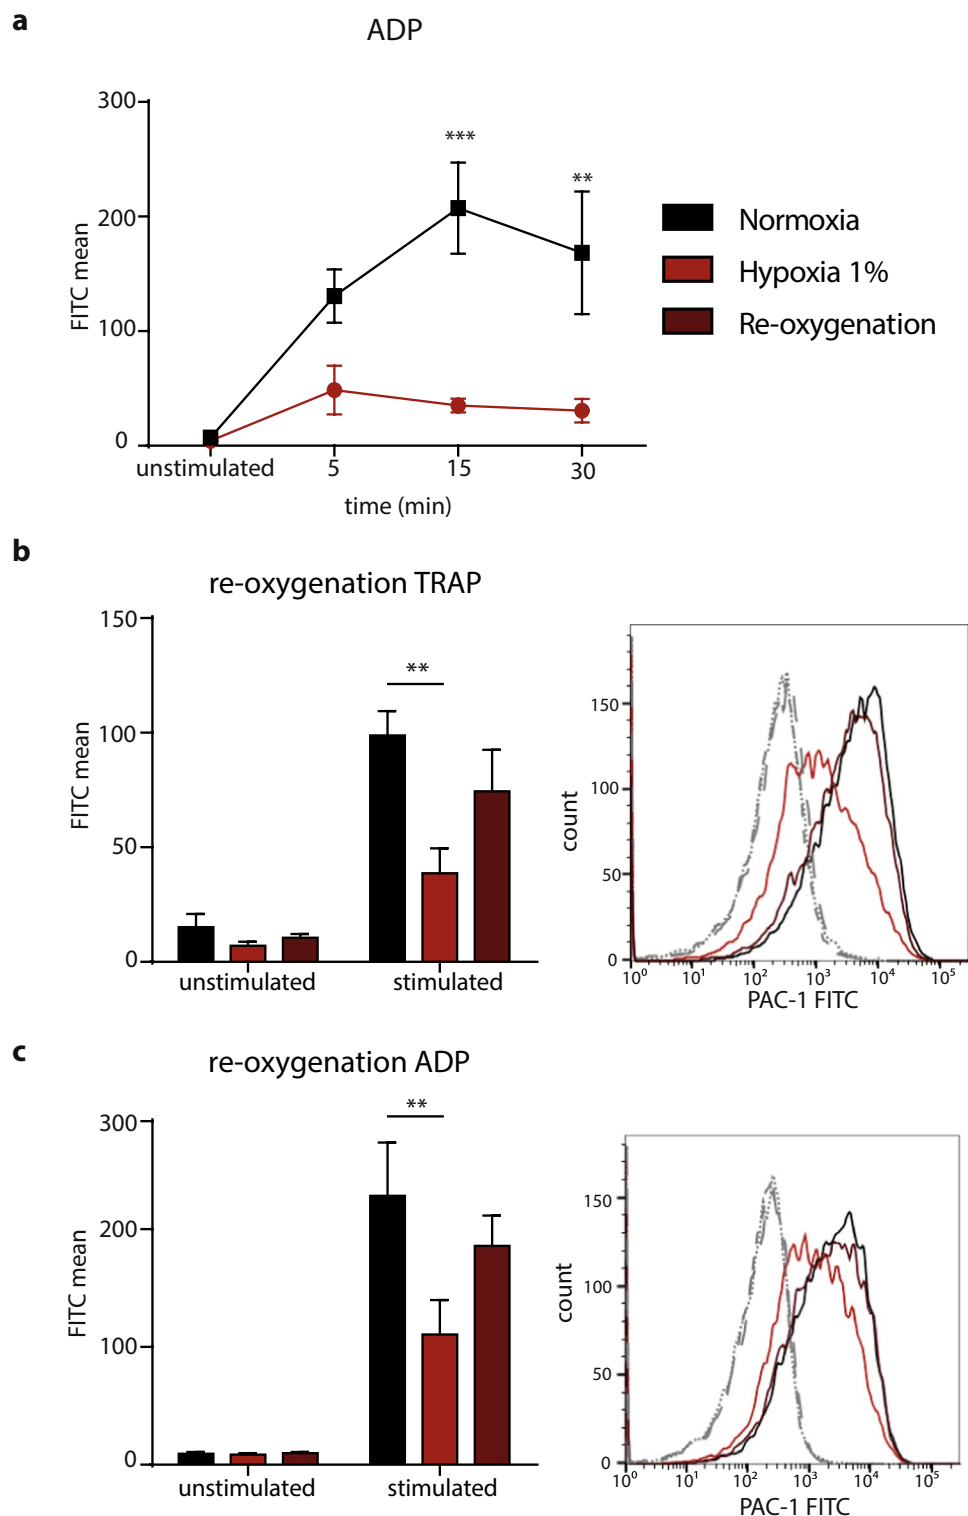 a
ADP
300
200
100
0
FITC mean
***
**
unstimulated 5 15 30
time (min)
Normoxia
Hypoxia 1%
Re-oxygenation
b
re-oxygenation TRAP
150
100
50
0
FITC mean
**
unstimulated stimulated
150
100
50
0
count
10⁰ 10¹ 10² 10³ 10⁴ 10⁵
PAC-1 FITC
c
re-oxygenation ADP
300
200
100
0
FITC mean
**
unstimulated stimulated
150
100
50
0
count
10⁰ 10¹ 10² 10³ 10⁴ 10⁵
PAC-1 FITC